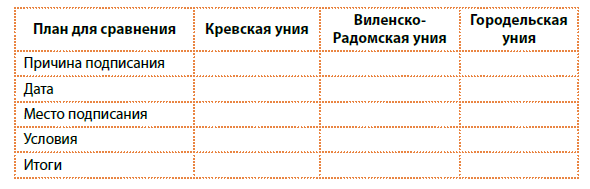 План для сравнения Кревская уния Виленско-
Радомская уния Городельская
уния
Причина подписания
Дата
Место подписания
Условия
Итоги